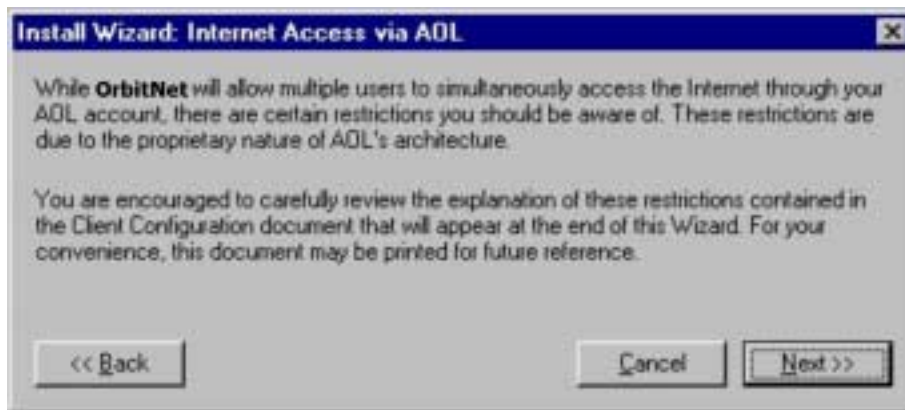 Install Wizard: Internet Access via AOL
While OrbitNet will allow multiple users to simultaneously access the Internet through your
AOL account, there are certain restrictions you should be aware of. These restrictions are
due to the proprietary nature of AOL's architecture.
You are encouraged to carefully review the explanation of these restrictions contained in
the Client Configuration document that will appear at the end of this Wizard. For your
convenience, this document may be printed for future reference.
<< Back
Cancel
Next >>